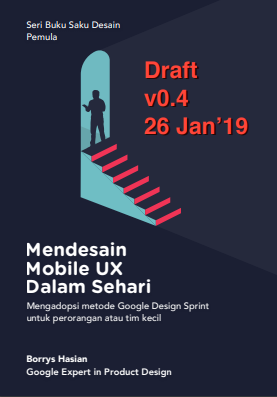 Seri Buku Saku Desain
Pemula
Draft
v0.4
26 Jan'19
Mendesain
Mobile UX
Dalam Sehari
Mengadopsi metode Google Design Sprint
untuk perorangan atau tim kecil
Borrys Hasian
Google Expert in Product Design